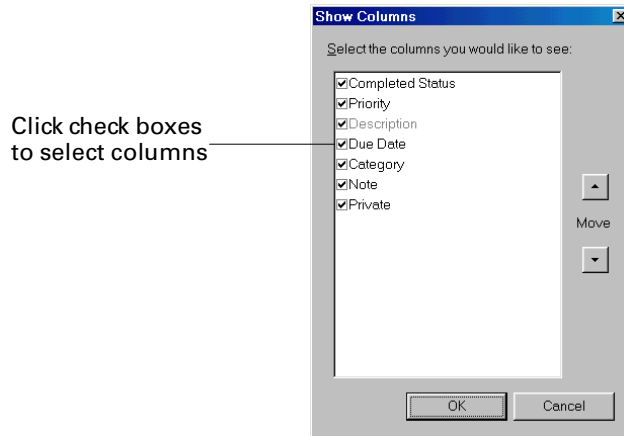 Show Columns
Select the columns you would like to see:
Completed Status
Priority
Description
Click check boxes
to select columns
Due Date
Category
Note
Private
Move
OK
Cancel